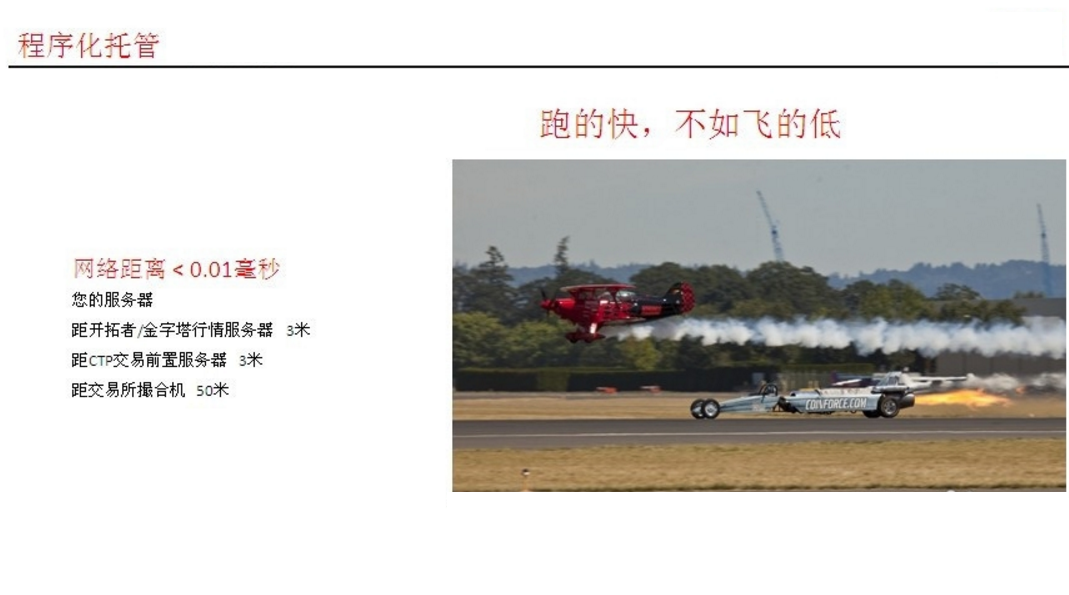 程序化托管
跑的快，不如飞的低
网络距离＜0.01毫秒
您的服务器
距开拓者/金字塔行情服务器 3米
距CTP交易前置服务器 3米
距交易所撮合机 50米
COINFORCE.COM